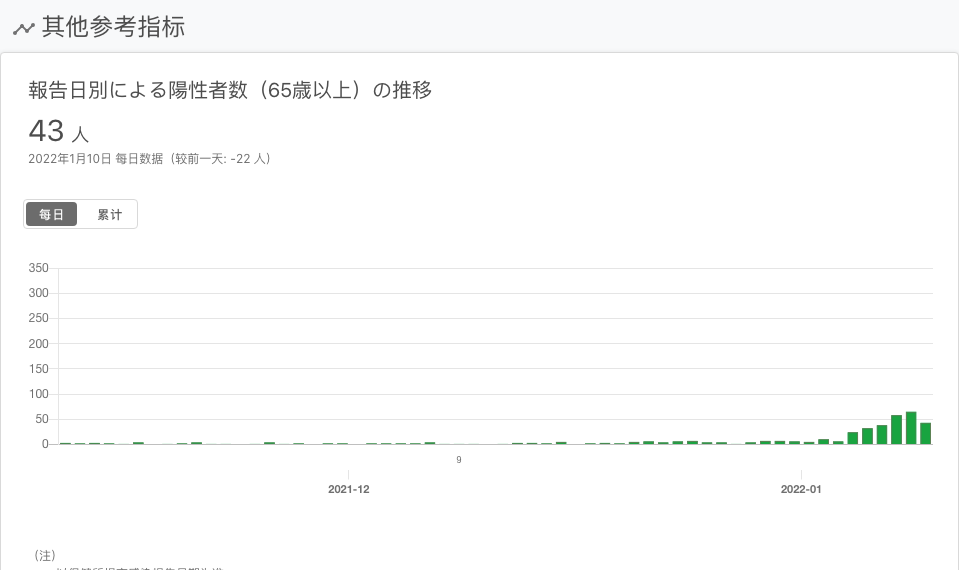 其他参考指标
報告日別による陽性者数（65歳以上）の推移
43 人
2022年1月10日 每日数据（较前一天: -22 人）
每日 累计
350
300
250
200
150
100
50
0
9
2021-12 2022-01
（注）